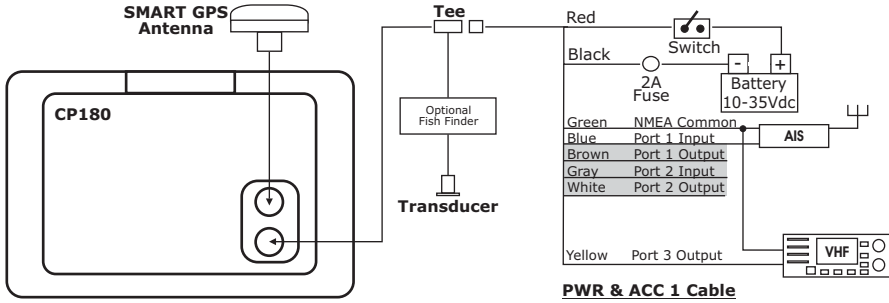 SMART GPS
Antenna
Tee
CP180
Optional
Fish Finder
Transducer
Red
Switch
Black
2A
Fuse
- +
Battery
10-35Vdc
Green NMEA Common
Blue Port 1 Input
Brown Port 1 Output
Gray Port 2 Input
White Port 2 Output
AIS
Yellow Port 3 Output
VHF
PWR & ACC 1 Cable